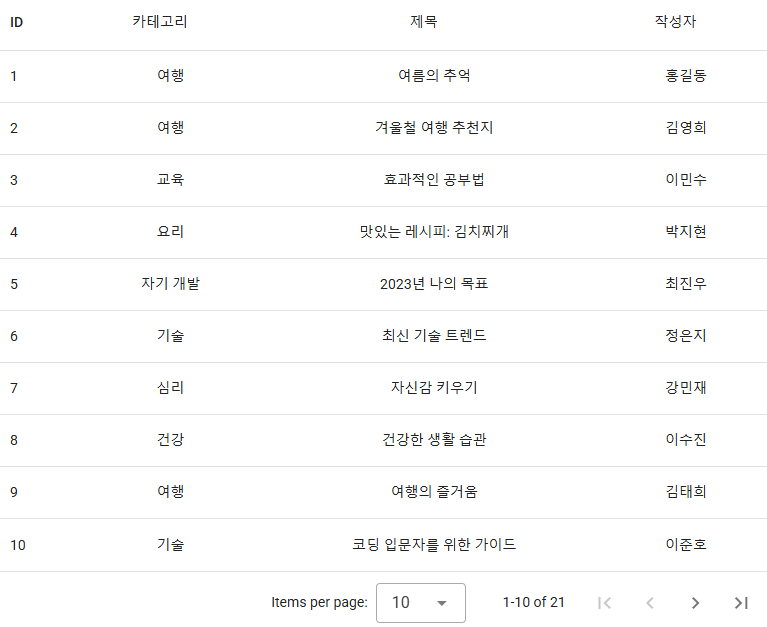 ID 카테고리 제목 작성자
1 여행 여름의 추억 홍길동
2 여행 겨울철 여행 추천지 김영희
3 교육 효과적인 공부법 이민수
4 요리 맛있는 레시피: 김치찌개 박지현
5 자기 개발 2023년 나의 목표 최진우
6 기술 최신 기술 트렌드 정은지
7 심리 자신감 키우기 강민재
8 건강 건강한 생활 습관 이수진
9 여행 여행의 즐거움 김태희
10 기술 코딩 입문자를 위한 가이드 이준호
Items per page: 10 1-10 of 21